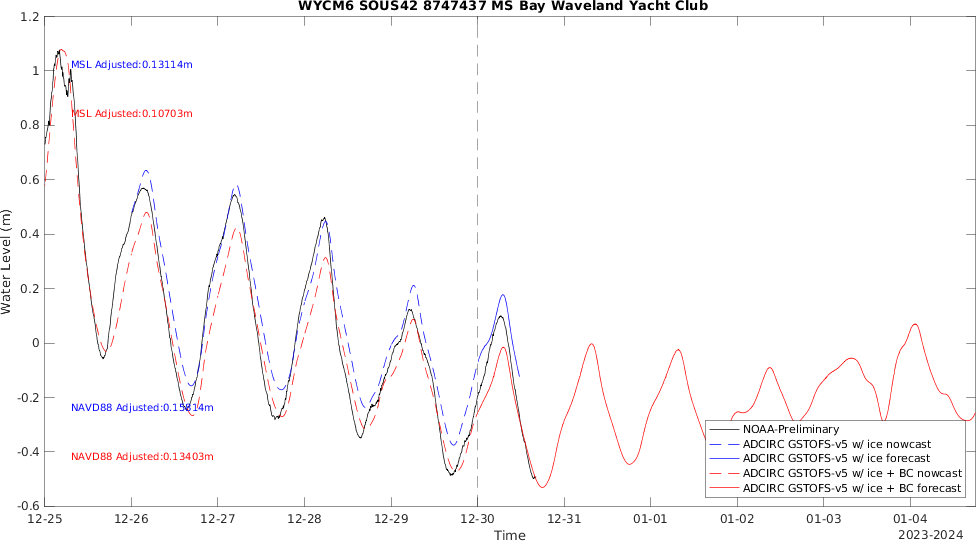 WYCM6 SOUS42 8747437 MS Bay Waveland Yacht Club
Water Level (m)
1.2
1
0.8
0.6
0.4
0.2
0
-0.2
-0.4
-0.6
MSL Adjusted:0.13114m
MSL Adjusted:0.10703m
NAVD88 Adjusted:0.15814m
NAVD88 Adjusted:0.13403m
NOAA-Preliminary
ADCIRC GSTOFS-v5 w/ ice nowcast
ADCIRC GSTOFS-v5 w/ ice forecast
ADCIRC GSTOFS-v5 w/ ice + BC nowcast
ADCIRC GSTOFS-v5 w/ ice + BC forecast
12-25 12-26 12-27 12-28 12-29 12-30 12-31 01-01 01-02 01-03 01-04
Time
2023-2024